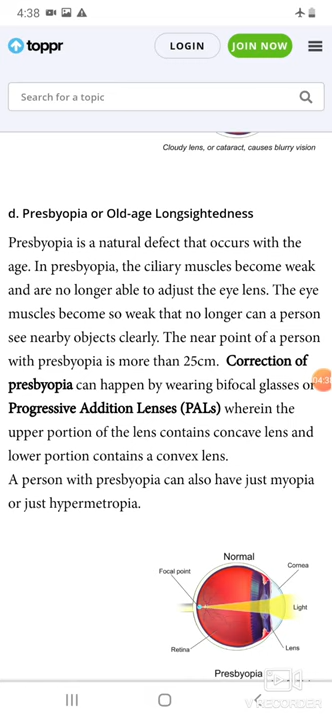 4:38
toppr
LOGIN
JOIN NOW
Search for a topic
Cloudy lens, or cataract, causes blurry vision
d. Presbyopia or Old-age Longsightedness
Presbyopia is a natural defect that occurs with the
age. In presbyopia, the ciliary muscles become weak
and are no longer able to adjust the eye lens. The eye
muscles become so weak that no longer can a person
see nearby objects clearly. The near point of a person
with presbyopia is more than 25cm. Correction of
presbyopia can happen by wearing bifocal glasses or
04:38
Progressive Addition Lenses (PALs) wherein the
upper portion of the lens contains concave lens and
lower portion contains a convex lens.
A person with presbyopia can also have just myopia
or just hypermetropia.
Normal
Focal point
Cornea
Light
Retina
Lens
Presbyopia
V RECORDER